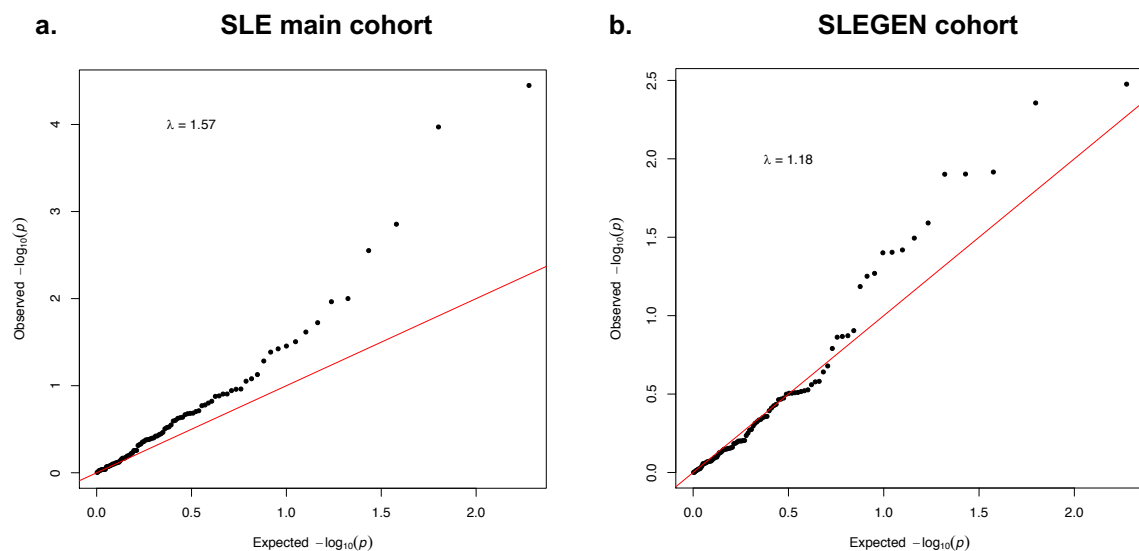 a.
SLE main cohort
λ = 1.57
Observed −log10(p)
0
1
2
3
4
0.0
0.5
1.0
1.5
2.0
Expected −log10(p)
b.
SLEGEN cohort
λ = 1.18
Observed −log10(p)
0.0
0.5
1.0
1.5
2.0
2.5
0.0
0.5
1.0
1.5
2.0
Expected −log10(p)